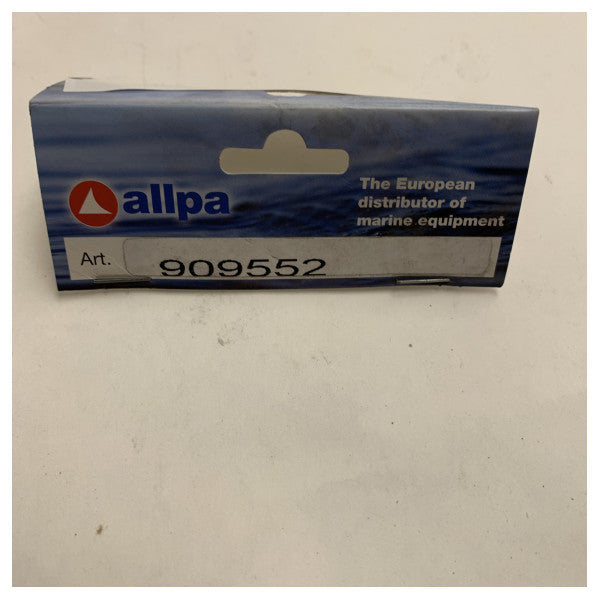 allpa
The European
distributor of
marine equipment
Art. 909552